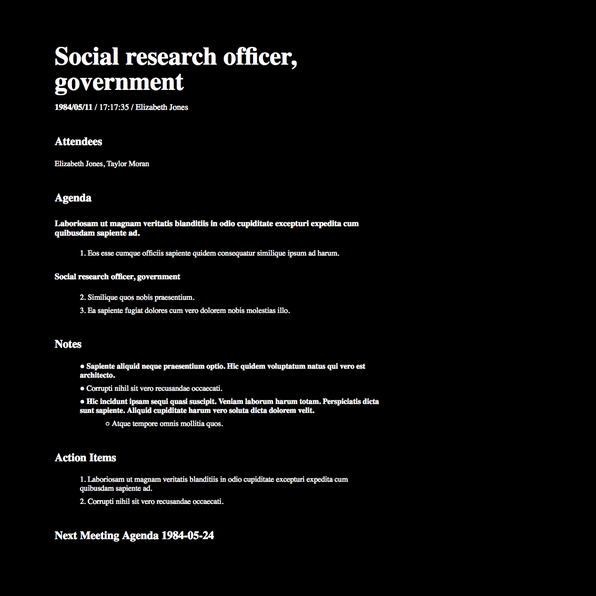 Social research officer,
government
1984/05/11 / 17:17:35 / Elizabeth Jones
Attendees
Elizabeth Jones, Taylor Moran
Agenda
Laboriosam ut magnam veritatis blanditiis in odio cupiditate excepturi expedita cum
quibusdam sapiente ad.
1. Eos esse cumque officiis sapiente quidem consequatur similique ipsum ad harum.
Social research officer, government
2. Similique quos nobis praesentium.
3. Ea sapiente fugiat dolores cum vero dolorem nobis molestias illo.
Notes
● Sapiente aliquid neque praesentium optio. Hic quidem voluptatum natus qui vero est
architecto.
● Corrupti nihil sit vero recusandae occaecati.
● Hic incidunt ipsam sequi quasi suscipit. Veniam laborum harum totam. Perspiciatis dicta
sunt sapiente. Aliquid cupiditate harum vero soluta dicta dolorem velit.
○ Atque tempore omnis mollitia quos.
Action Items
1. Laboriosam ut magnam veritatis blanditiis in odio cupiditate excepturi expedita cum
quibusdam sapiente ad.
2. Corrupti nihil sit vero recusandae occaecati.
Next Meeting Agenda 1984-05-24